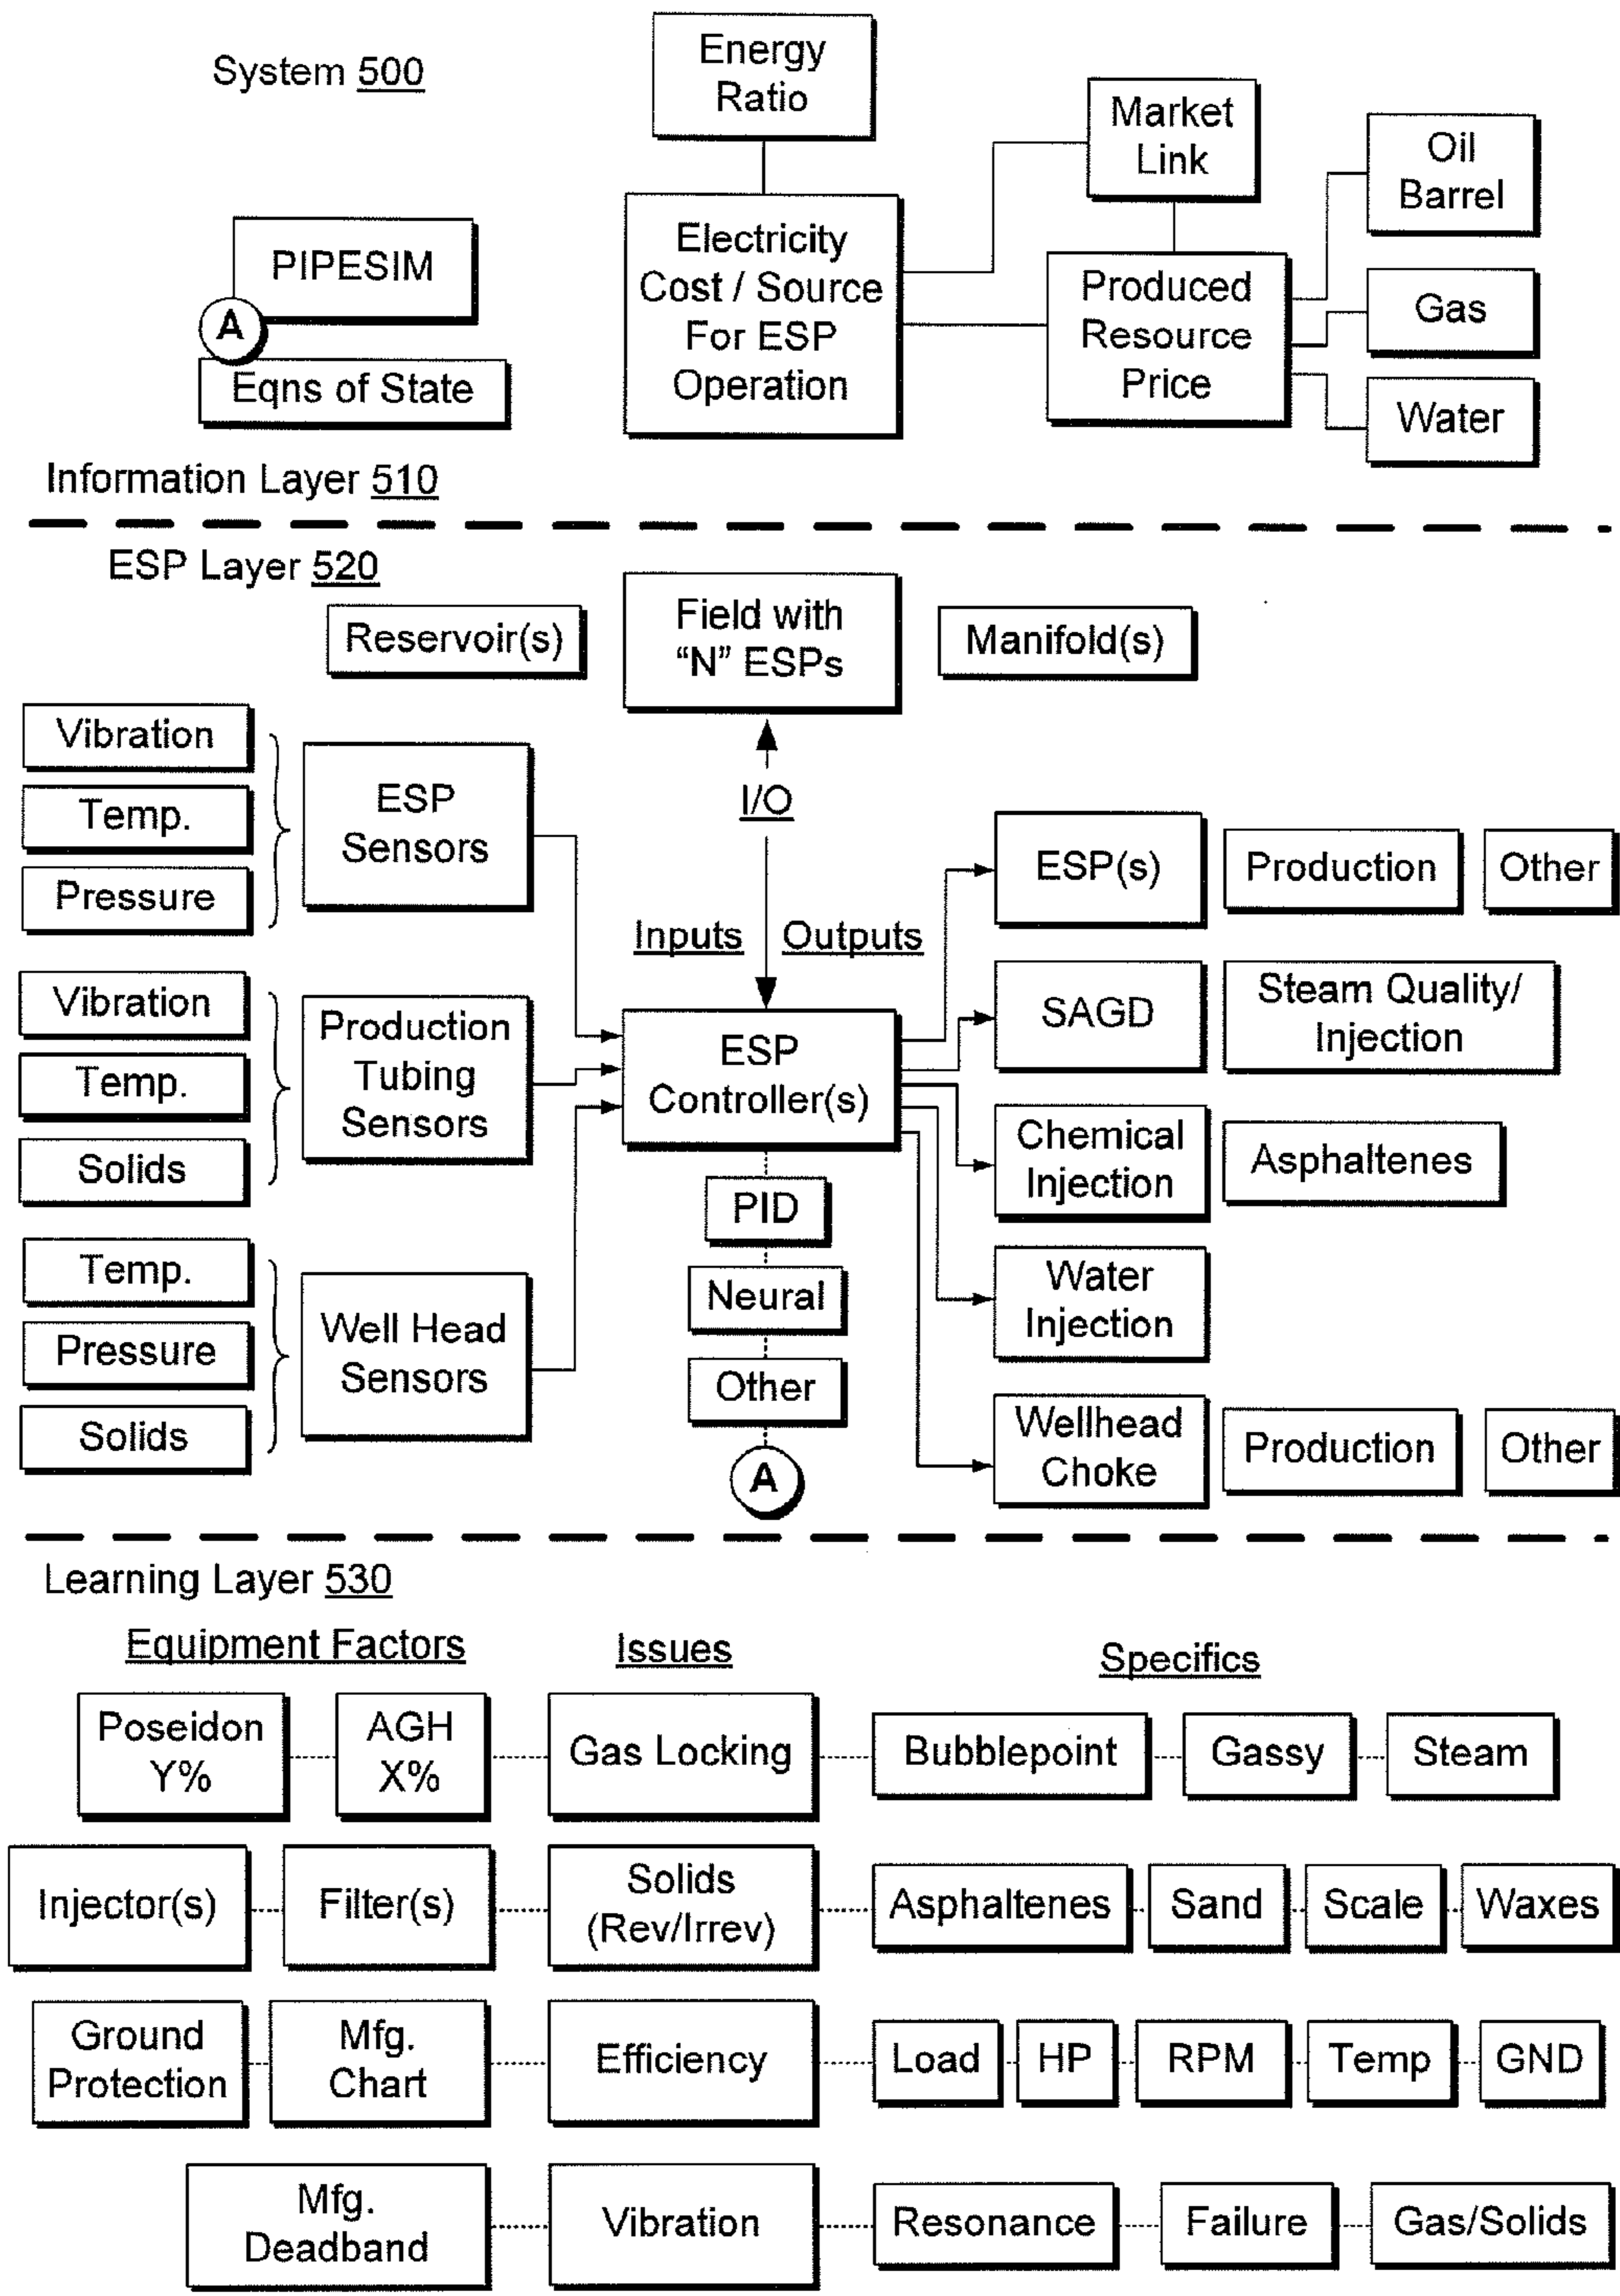 System 500
Energy
Ratio
Market
Link
Oil
Barrel
PIPESIM
A
Eqns of State
Electricity
Cost / Source
For ESP
Operation
Produced
Resource
Price
Gas
Water
Information Layer 510
ESP Layer 520
Reservoir(s)
Field with
“N” ESPs
Manifold(s)
Vibration
Temp.
Pressure
ESP
Sensors
I/O
Inputs
Outputs
ESP(s)
Production
Other
Vibration
Temp.
Solids
Production
Tubing
Sensors
ESP
Controller(s)
SAGD
Steam Quality/
Injection
Chemical
Injection
Asphaltenes
PID
Neural
Other
A
Water
Injection
Temp.
Pressure
Solids
Well Head
Sensors
Wellhead
Choke
Production
Other
Learning Layer 530
Equipment Factors
Issues
Specifics
Poseidon
Y%
AGH
X%
Gas Locking
Bubblepoint
Gassy
Steam
Injector(s)
Filter(s)
Solids
(Rev/Irrev)
Asphaltenes
Sand
Scale
Waxes
Ground
Protection
Mfg.
Chart
Efficiency
Load
HP
RPM
Temp
GND
Mfg.
Deadband
Vibration
Resonance
Failure
Gas/Solids